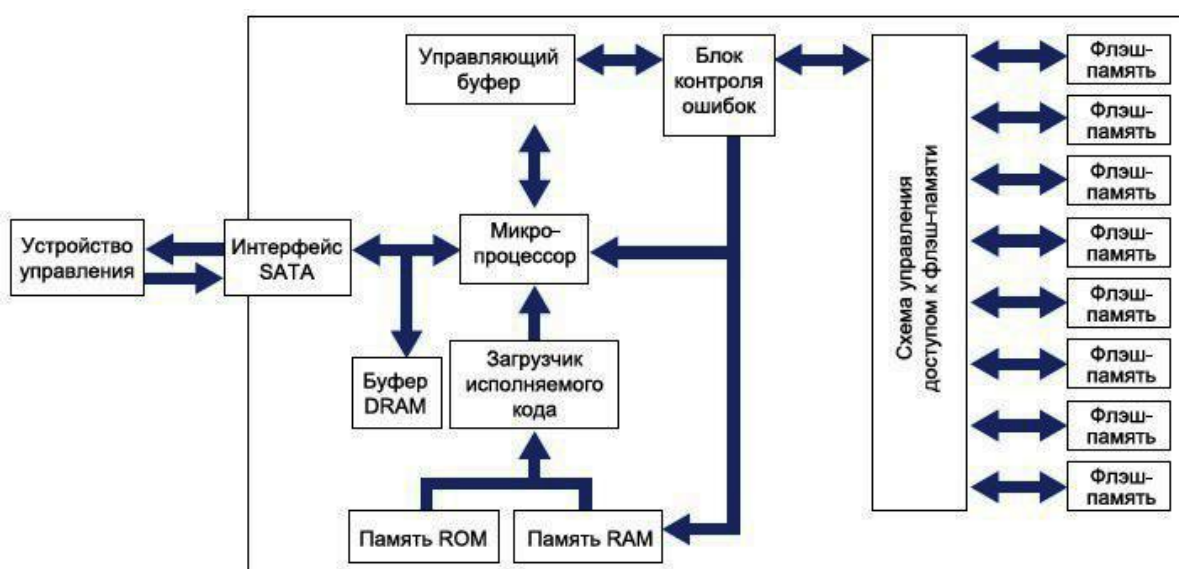 Управляющий
буфер
Блок
контроля
ошибок
Флэш-
память
Флэш-
память
Флэш-
память
Флэш-
память
Флэш-
память
Флэш-
память
Флэш-
память
Флэш-
память
Схема управления
доступом к флэш-памяти
Устройство
управления
Интерфейс
SATA
Микро-
процессор
Буфер
DRAM
Загрузчик
исполняемого
кода
Память ROM
Память RAM